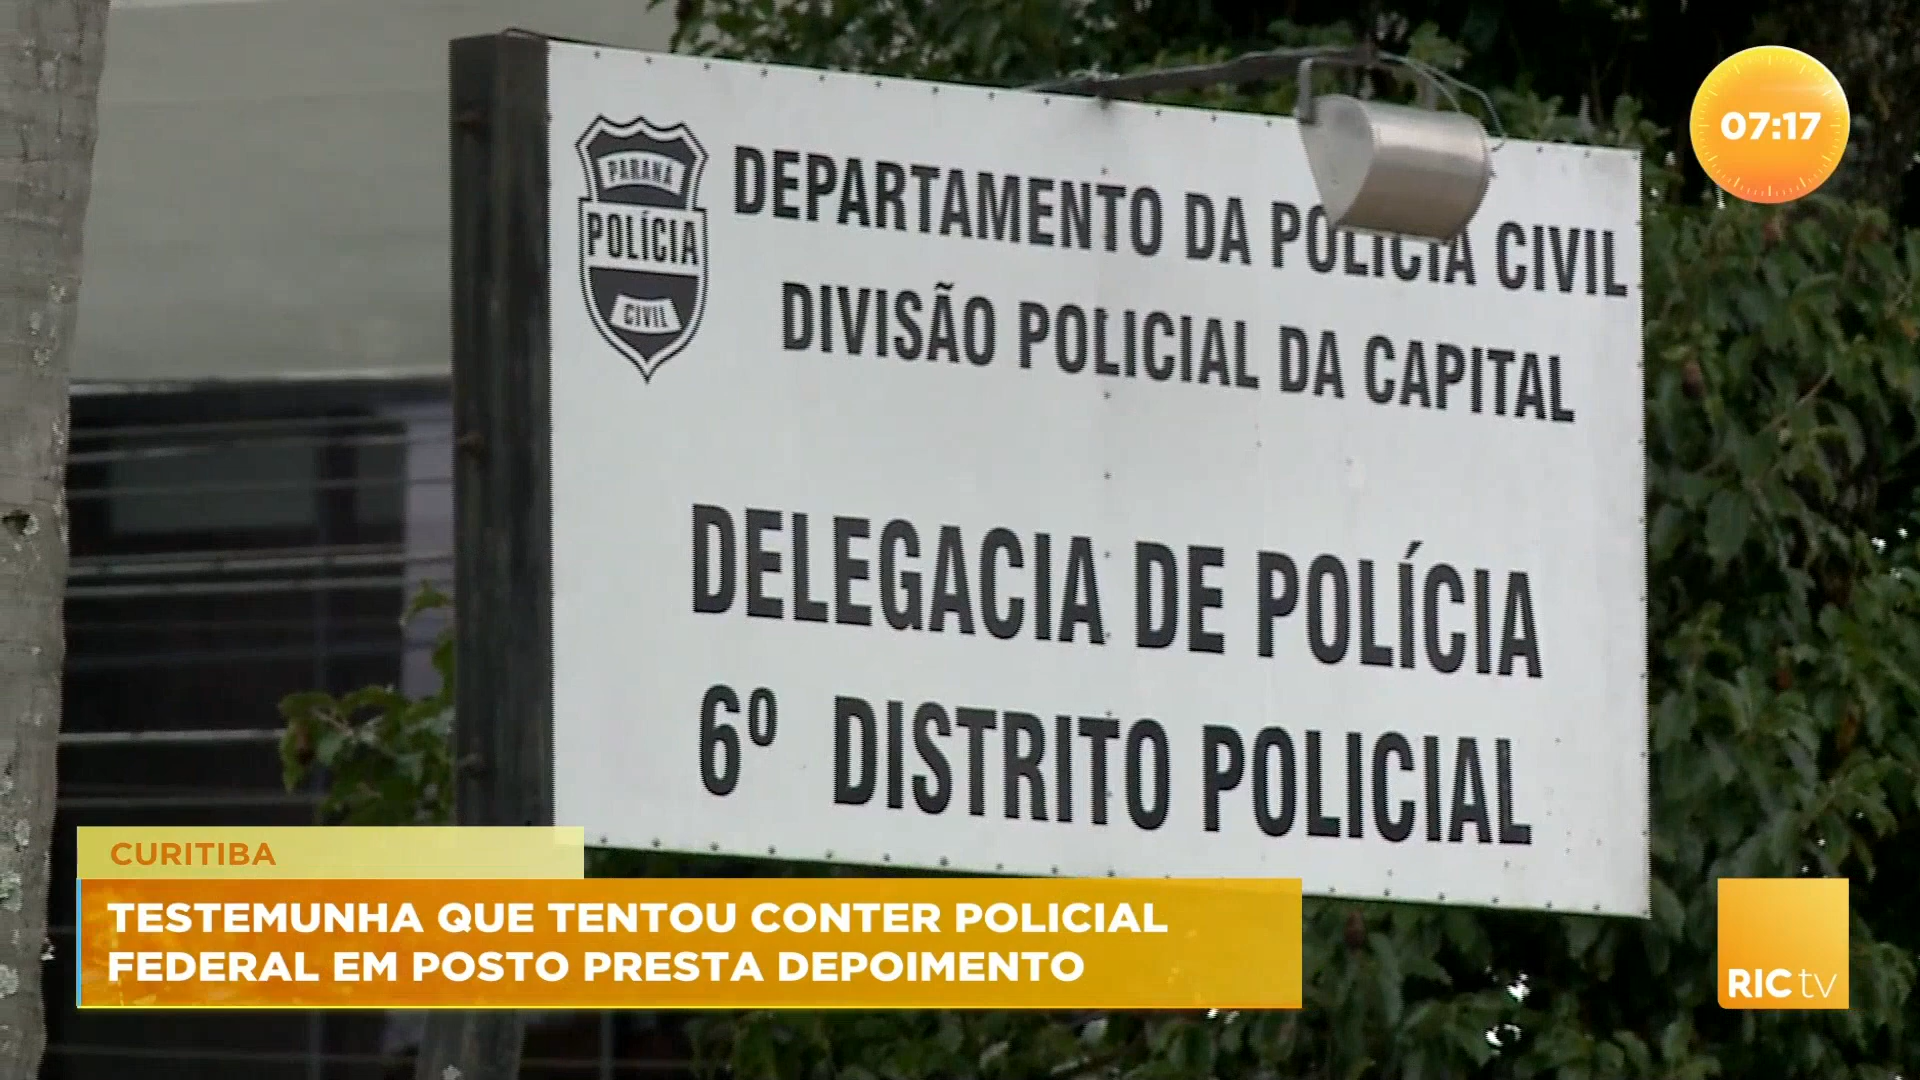 07:17
PARANÁ
POLÍCIA
CIVIL
DEPARTAMENTO DA POLÍCIA CIVIL
DIVISÃO POLICIAL DA CAPITAL
DELEGACIA DE POLÍCIA
6º DISTRITO POLICIAL
CURITIBA
TESTEMUNHA QUE TENTOU CONTER POLICIAL
FEDERAL EM POSTO PRESTA DEPOIMENTO
RIC tv